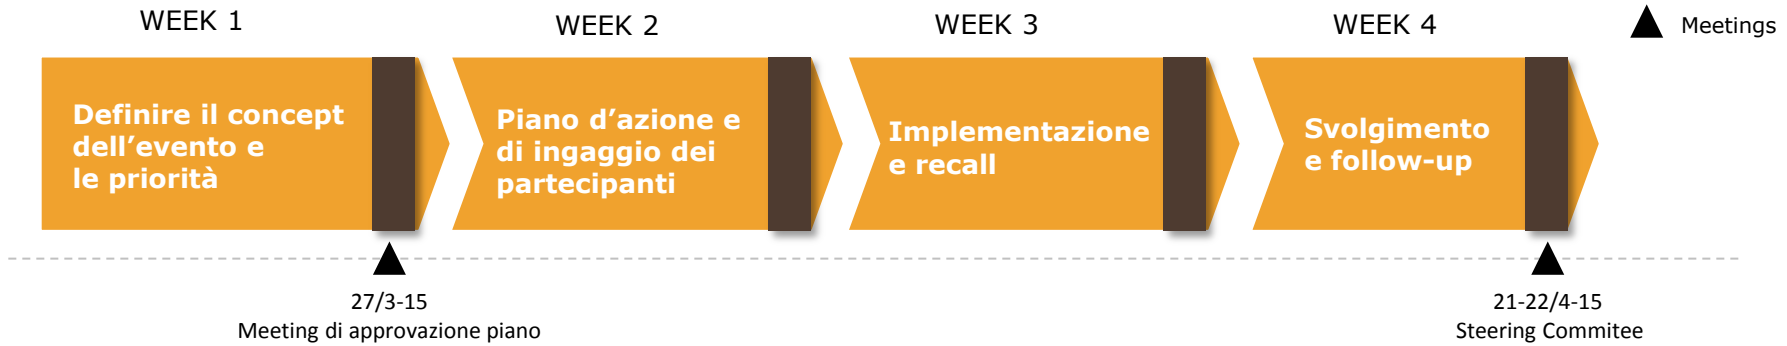 WEEK 1
WEEK 2
WEEK 3
WEEK 4
Meetings
Definire il concept
dell’evento e
le priorità
Piano d’azione e
di ingaggio dei
partecipanti
Implementazione
e recall
Svolgimento
e follow-up
27/3-15
Meeting di approvazione piano
21-22/4-15
Steering Commitee